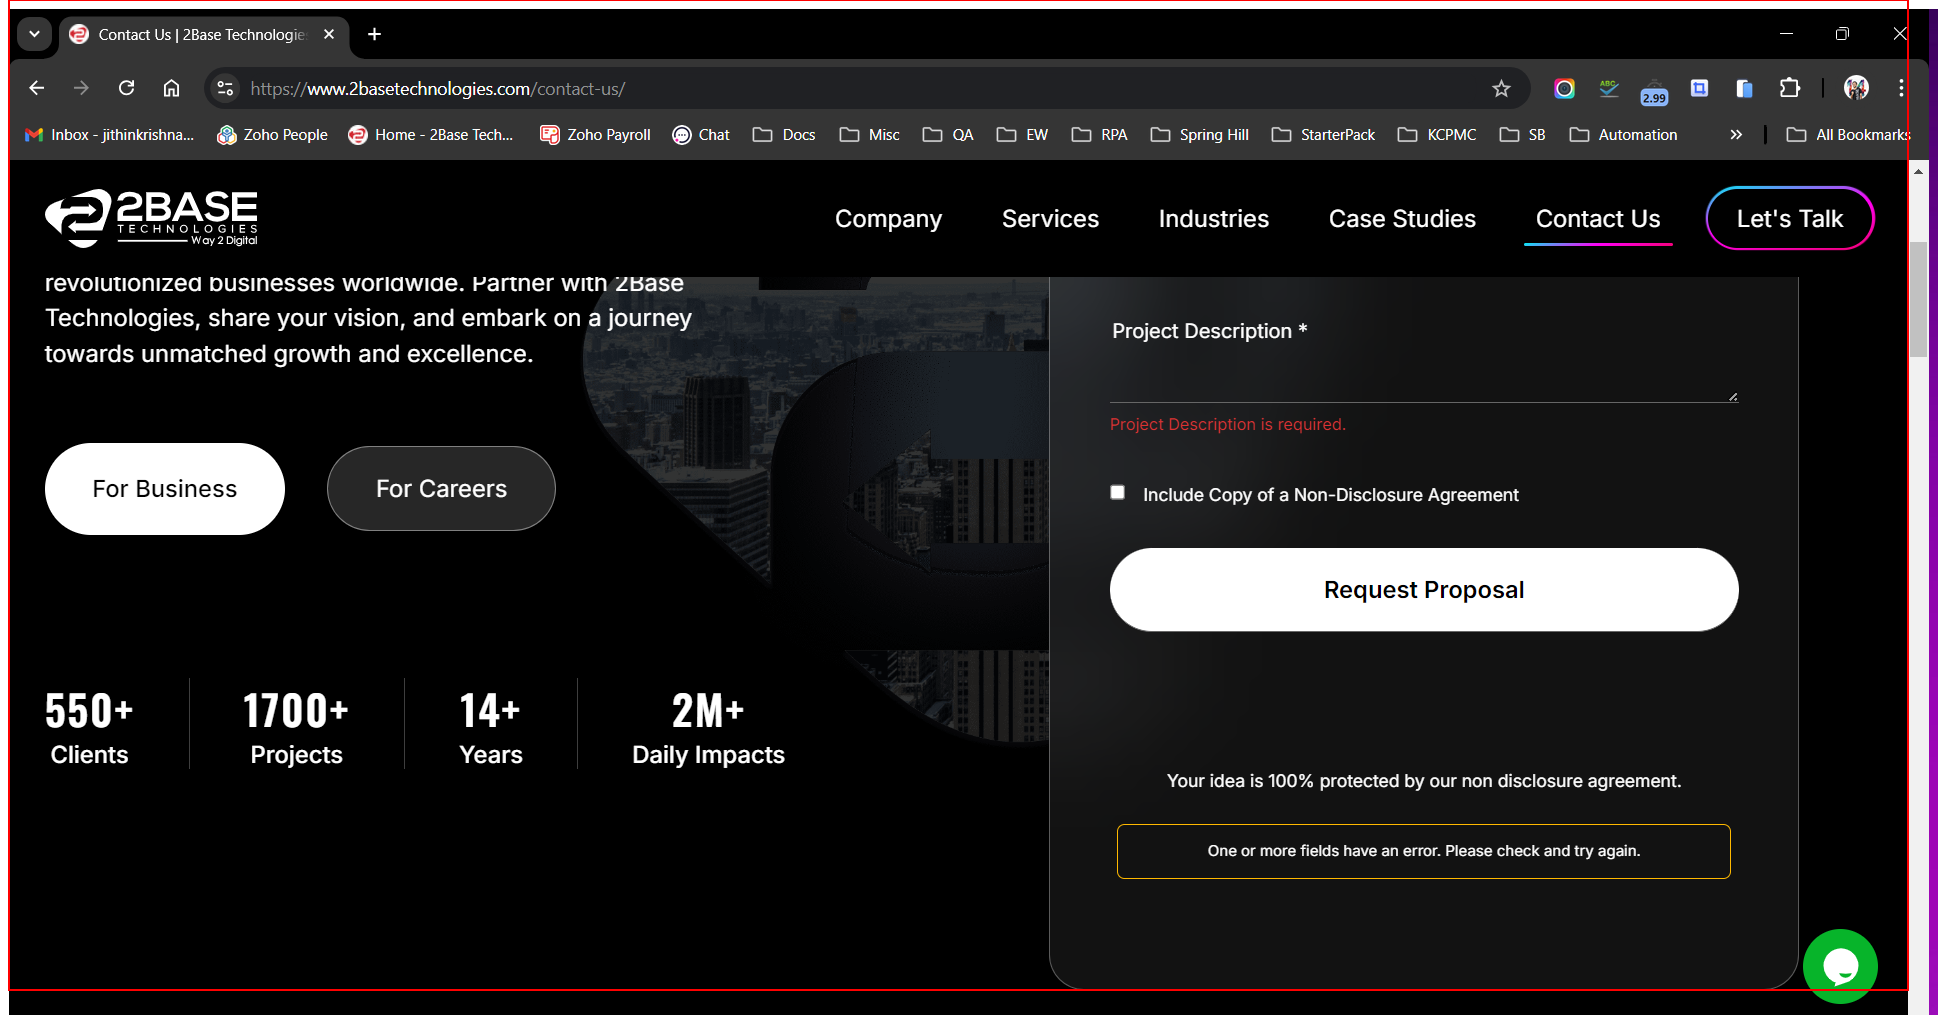 Contact Us | 2Base Technologie
https://www.2basetechnologies.com/contact-us/
ABC
2.99
Inbox - jithinkrishna...
Zoho People
Home - 2Base Tech...
Zoho Payroll
Chat
Docs
Misc
QA
EW
RPA
Spring Hill
StarterPack
KCPMC
SB
Automation
All Bookmarks
2BASE
TECHNOLOGIES
Way 2 Digital
Company
Services
Industries
Case Studies
Contact Us
Let's Talk
revolutionized businesses worldwide. Partner with 2Base
Technologies, share your vision, and embark on a journey
towards unmatched growth and excellence.
For Business
For Careers
550+
Clients
1700+
Projects
14+
Years
2M+
Daily Impacts
Project Description *
Project Description is required.
Include Copy of a Non-Disclosure Agreement
Request Proposal
Your idea is 100% protected by our non disclosure agreement.
One or more fields have an error. Please check and try again.